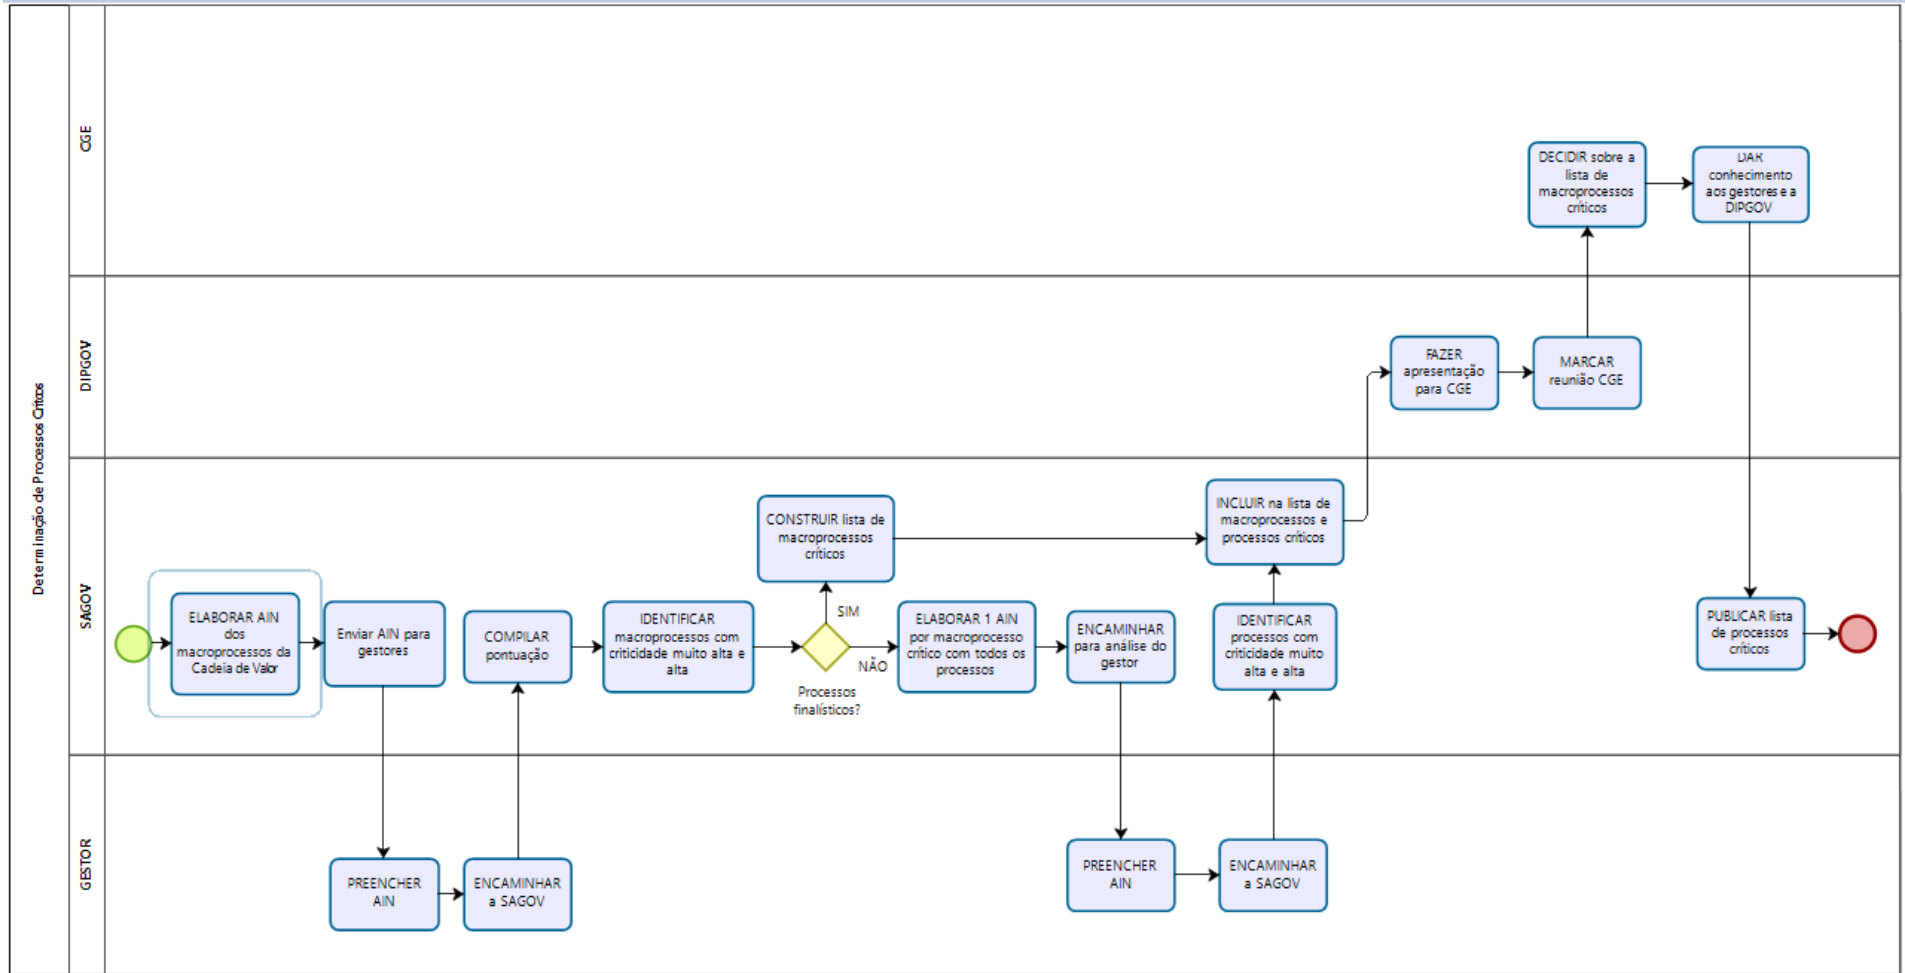 Determinação de Processos Críticos
CGE
DECIDIR sobre a
lista de
macroprocessos
críticos
DAR
conhecimento
aos gestores e a
DIPGOV
DIPGOV
FAZER
apresentação
para CGE
MARCAR
reunião CGE
SAGOV
ELABORAR AIN
dos
macroprocessos da
Cadeia de Valor
Enviar AIN para
gestores
COMPILAR
pontuação
IDENTIFICAR
macroprocessos com
criticidade muito alta e
alta
CONSTRUIR lista de
macroprocessos
críticos
SIM
NÃO
Processos
finalísticos?
ELABORAR 1 AIN
por macroprocesso
crítico com todos os
processos
ENCAMINHAR
para análise do
gestor
INCLUIR na lista de
macroprocessos e
processos críticos
IDENTIFICAR
processos com
criticidade muito
alta e alta
PUBLICAR lista
de processos
críticos
GESTOR
PREENCHER
AIN
ENCAMINHAR
a SAGOV
PREENCHER
AIN
ENCAMINHAR
a SAGOV